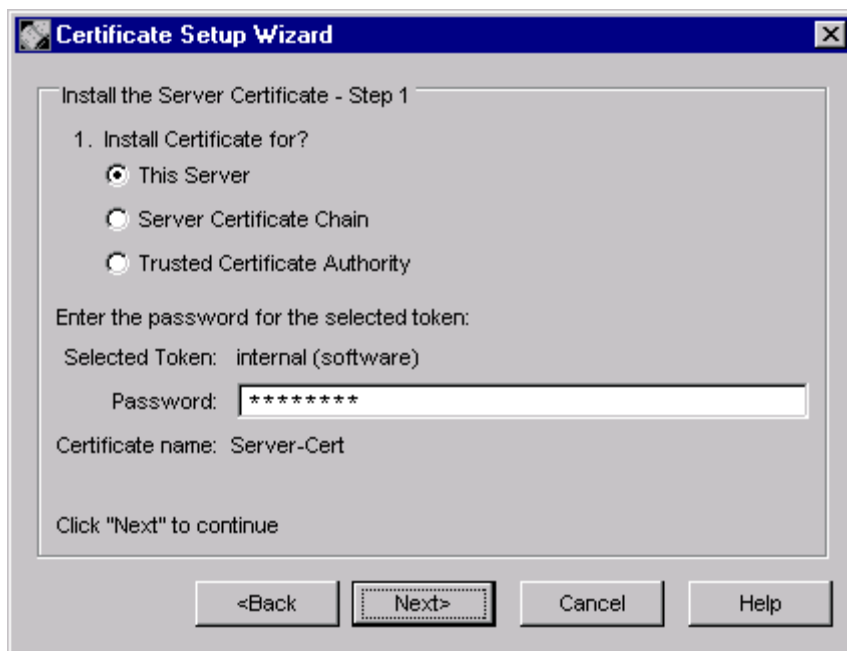 Certificate Setup Wizard
Install the Server Certificate - Step 1
1. Install Certificate for?
This Server
Server Certificate Chain
Trusted Certificate Authority
Enter the password for the selected token:
Selected Token: internal (software)
Password: ********
Certificate name: Server-Cert
Click "Next" to continue
<Back Next> Cancel Help